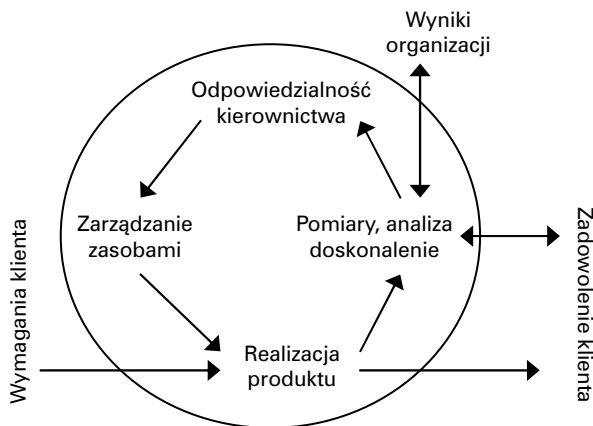 Wyniki
organizacji
Odpowiedzialność
kierownictwa
Zarządzanie
zasobami
Pomiary, analiza
doskonalenie
Realizacja
produktu
Wymagania klienta
Zadowolenie klienta